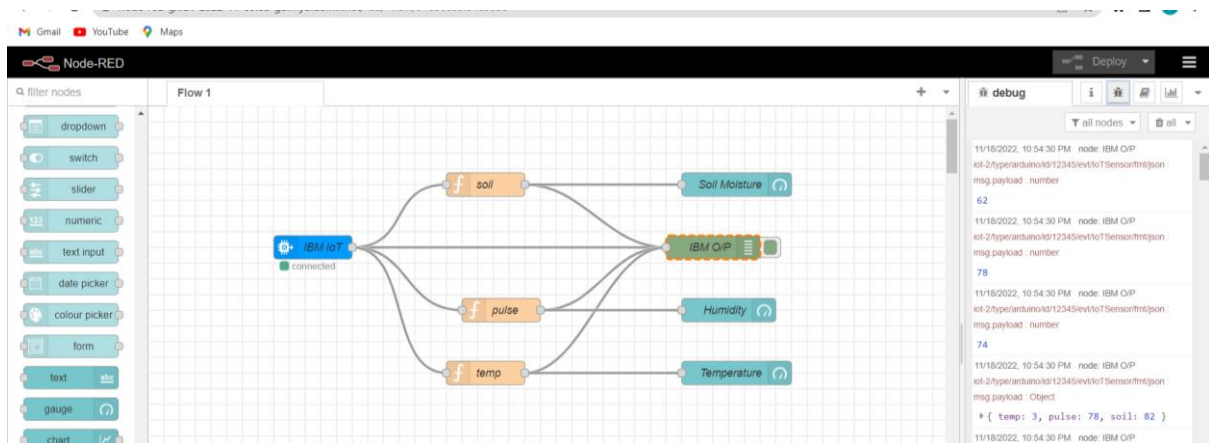 Gmail YouTube Maps
Node-RED
Deploy
filter nodes
Flow 1
debug
i
all nodes
all
dropdown
switch
slider
123 numeric
abc text input
date picker
colour picker
form
text abc
gauge
chart
IBM IoT
connected
f soil
f pulse
f temp
Soil Moisture
IBM O/P
Humidity
Temperature
11/18/2022, 10:54:30 PM node: IBM O/P
iot-2/type/arduino/id/12345/evt/IoTSensor/fmt/json :
msg.payload : number
62
11/18/2022, 10:54:30 PM node: IBM O/P
iot-2/type/arduino/id/12345/evt/IoTSensor/fmt/json :
msg.payload : number
78
11/18/2022, 10:54:30 PM node: IBM O/P
iot-2/type/arduino/id/12345/evt/IoTSensor/fmt/json :
msg.payload : number
74
11/18/2022, 10:54:30 PM node: IBM O/P
iot-2/type/arduino/id/12345/evt/IoTSensor/fmt/json :
msg.payload : Object
{ temp: 3, pulse: 78, soil: 82 }
11/18/2022, 10:54:30 PM node: IBM O/P